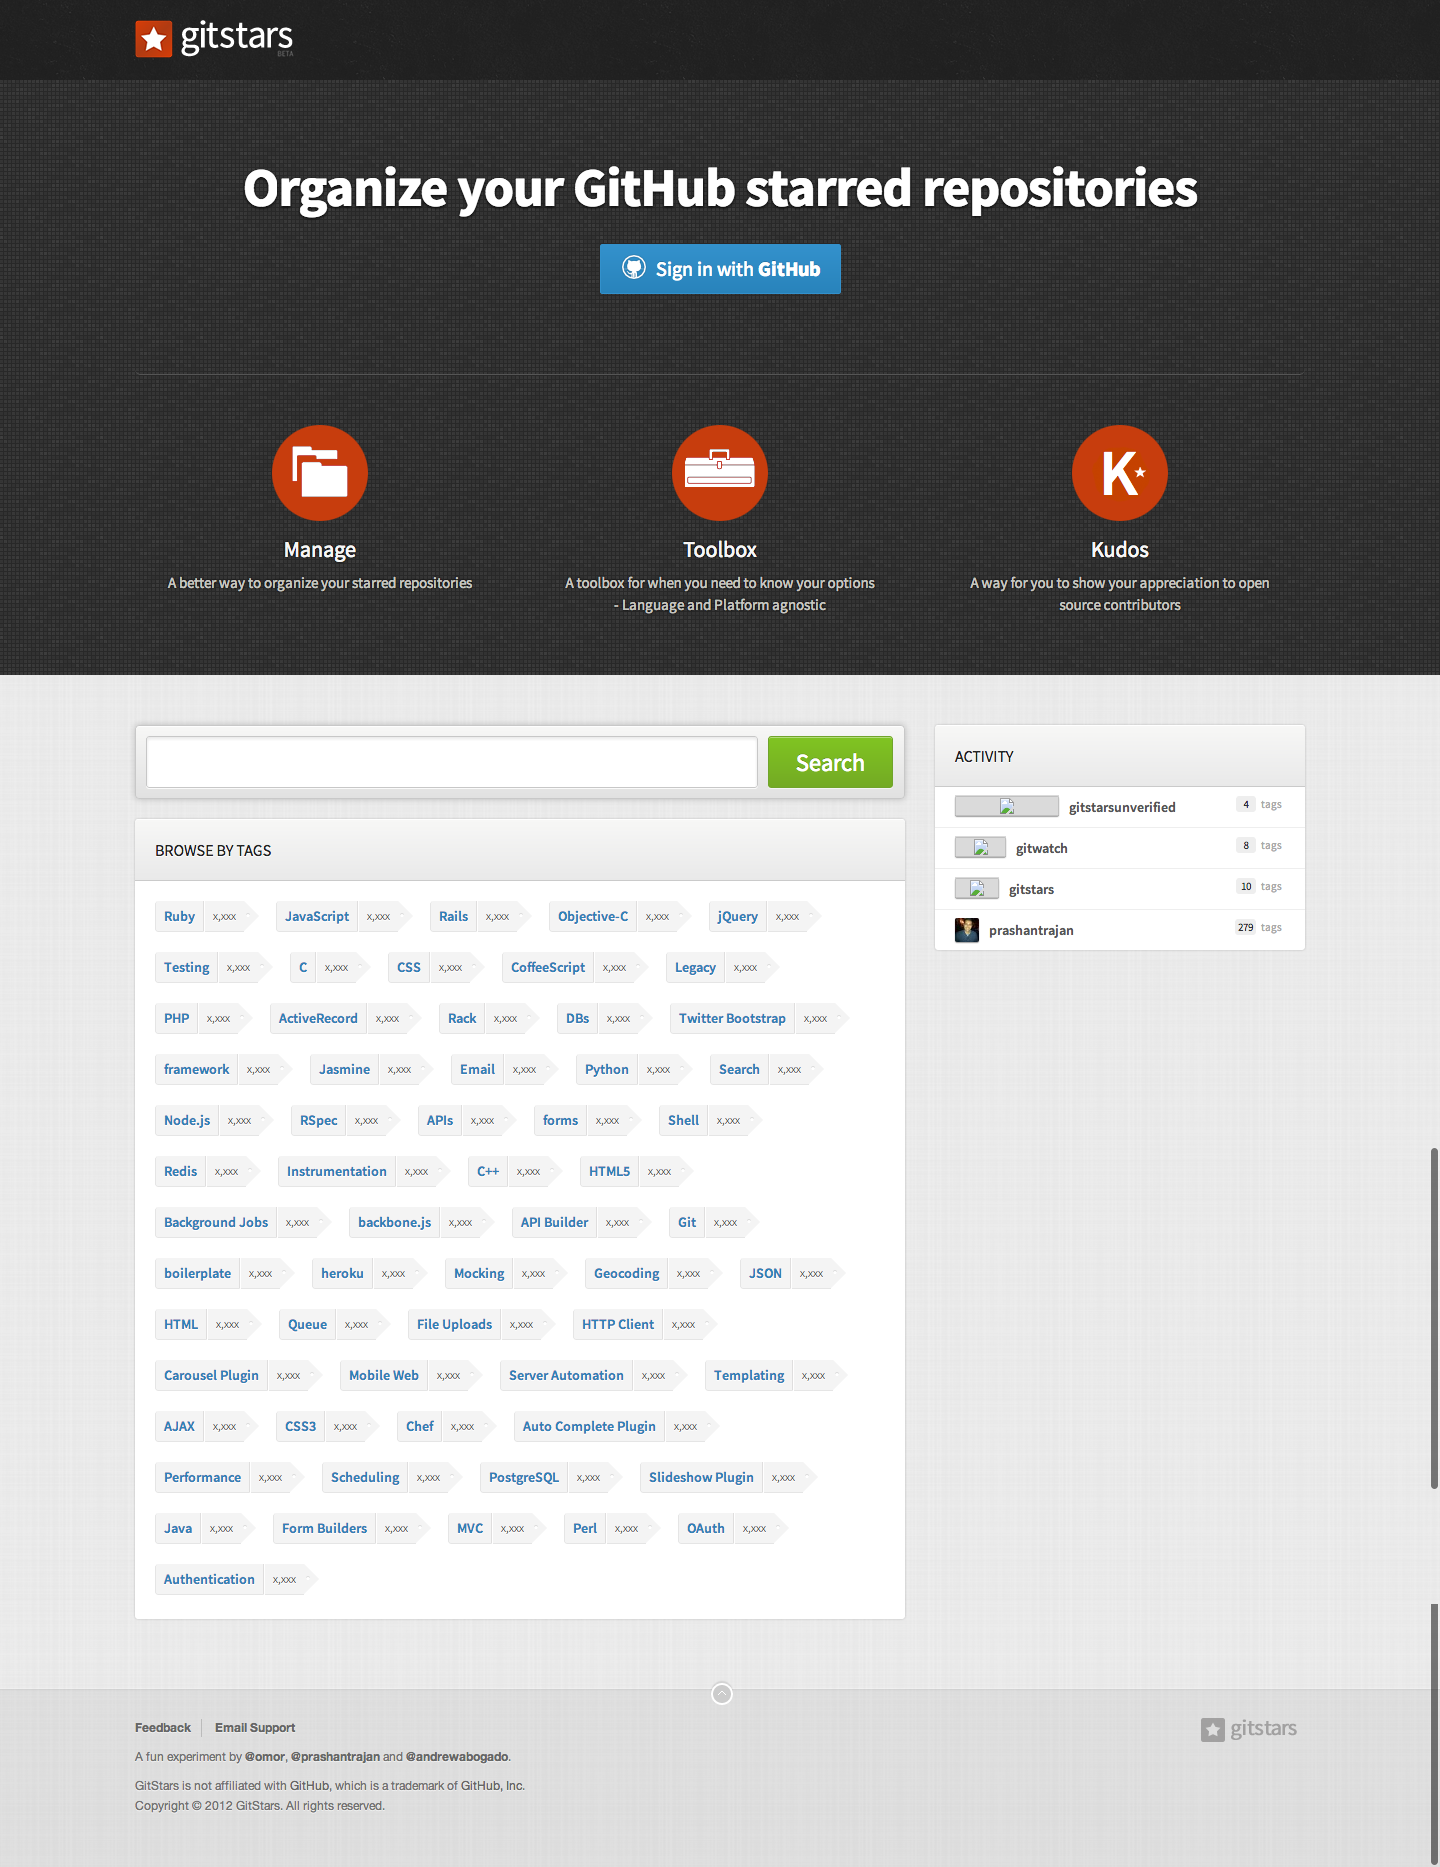 gitstars
BETA
Organize your GitHub starred repositories
Sign in with GitHub
K
Manage
A better way to organize your starred repositories
Toolbox
A toolbox for when you need to know your options
- Language and Platform agnostic
Kudos
A way for you to show your appreciation to open
source contributors
Search
BROWSE BY TAGS
Ruby x,xxx JavaScript x,xxx Rails x,xxx Objective-C x,xxx jQuery x,xxx
Testing x,xxx C x,xxx CSS x,xxx CoffeeScript x,xxx Legacy x,xxx
PHP x,xxx ActiveRecord x,xxx Rack x,xxx DBs x,xxx Twitter Bootstrap x,xxx
framework x,xxx Jasmine x,xxx Email x,xxx Python x,xxx Search x,xxx
Node.js x,xxx RSpec x,xxx APIs x,xxx forms x,xxx Shell x,xxx
Redis x,xxx Instrumentation x,xxx C++ x,xxx HTML5 x,xxx
Background Jobs x,xxx backbone.js x,xxx API Builder x,xxx Git x,xxx
boilerplate x,xxx heroku x,xxx Mocking x,xxx Geocoding x,xxx JSON x,xxx
HTML x,xxx Queue x,xxx File Uploads x,xxx HTTP Client x,xxx
Carousel Plugin x,xxx Mobile Web x,xxx Server Automation x,xxx Templating x,xxx
AJAX x,xxx CSS3 x,xxx Chef x,xxx Auto Complete Plugin x,xxx
Performance x,xxx Scheduling x,xxx PostgreSQL x,xxx Slideshow Plugin x,xxx
Java x,xxx Form Builders x,xxx MVC x,xxx Perl x,xxx OAuth x,xxx
Authentication x,xxx
ACTIVITY
gitstarsunverified 4 tags
gitwatch 8 tags
gitstars 10 tags
prashantrajan 279 tags
Feedback Email Support
A fun experiment by @omor, @prashantrajan and @andrewabogado.
GitStars is not affiliated with GitHub, which is a trademark of GitHub, Inc.
Copyright © 2012 GitStars. All rights reserved.
gitstars